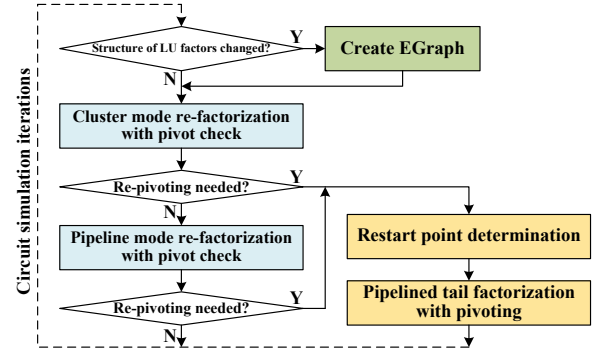 Structure of LU factors changed?
Y
Create EGraph
N
Cluster mode re-factorization
with pivot check
Re-pivoting needed?
Y
N
Pipeline mode re-factorization
with pivot check
Restart point determination
Re-pivoting needed?
Y
N
Pipelined tail factorization
with pivoting
Circuit simulation iterations